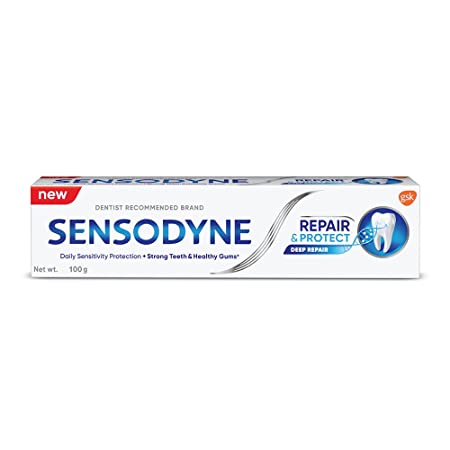 new
DENTIST RECOMMENDED BRAND
SENSODYNE
Daily Sensitivity Protection + Strong Teeth & Healthy Gums*
Net wt. 100 g
REPAIR
& PROTECT
DEEP REPAIR
gsk